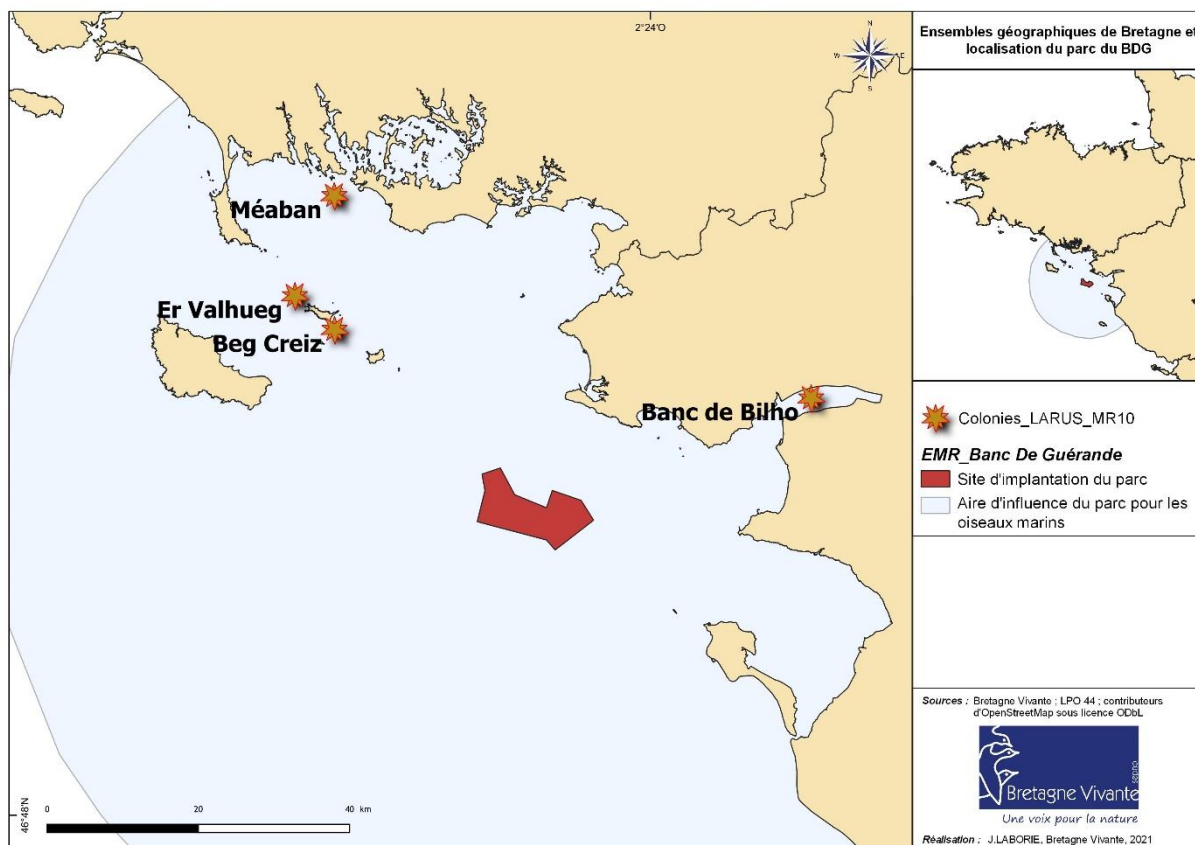 2°24'O
N
W
E
S
Méaban
Er Valhueg
Beg Creiz
Banc de Bilho
46°48'N
0 20 40 km
Ensembles géographiques de Bretagne et
localisation du parc du BDG
Colonies_LARUS_MR10
EMR_Banc De Guérande
Site d'implantation du parc
Aire d'influence du parc pour les
oiseaux marins
Sources : Bretagne Vivante ; LPO 44 ; contributeurs
d'OpenStreetMap sous licence ODbL
Bretagne Vivante
Une voix pour la nature
Réalisation : J.LABORIE, Bretagne Vivante, 2021